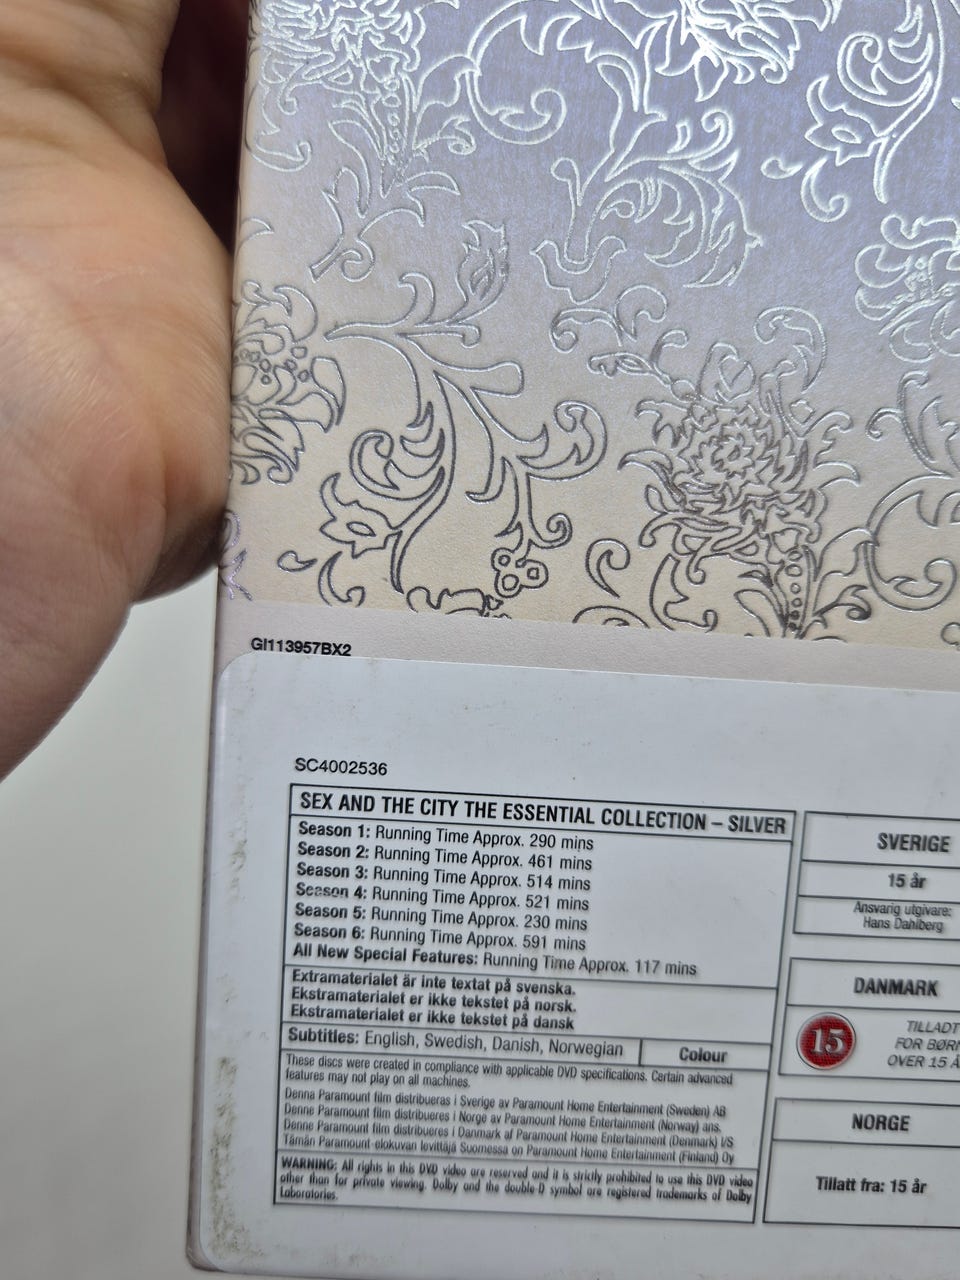 GI113957BX2
SC4002536
SEX AND THE CITY THE ESSENTIAL COLLECTION – SILVER
Season 1: Running Time Approx. 290 mins
Season 2: Running Time Approx. 461 mins
Season 3: Running Time Approx. 514 mins
Season 4: Running Time Approx. 521 mins
Season 5: Running Time Approx. 230 mins
Season 6: Running Time Approx. 591 mins
All New Special Features: Running Time Approx. 117 mins
Extramaterialet är inte textat på svenska.
Ekstramaterialet er ikke tekstet på norsk.
Ekstramaterialet er ikke tekstet på dansk
Subtitles: English, Swedish, Danish, Norwegian
Colour
These discs were created in compliance with applicable DVD specifications. Certain advanced
features may not play on all machines.
Denna Paramount film distribueras i Sverige av Paramount Home Entertainment (Sweden) AB
Denne Paramount film distribueres i Norge av Paramount Home Entertainment (Norway) ans.
Denne Paramount film distribueres i Danmark af Paramount Home Entertainment (Denmark) I/S
Tämän Paramount-elokuvan levittäjä Suomessa on Paramount Home Entertainment (Finland) Oy
WARNING: All rights in this DVD video are reserved and it is strictly prohibited to use this DVD video
other than for private viewing. Dolby and the double-D symbol are registered trademarks of Dolby
Laboratories.
SVERIGE
15 år
Ansvarig utgivare:
Hans Dahlberg
DANMARK
15
TILLADT
FOR BØRN
OVER 15 Å
NORGE
Tillatt fra: 15 år